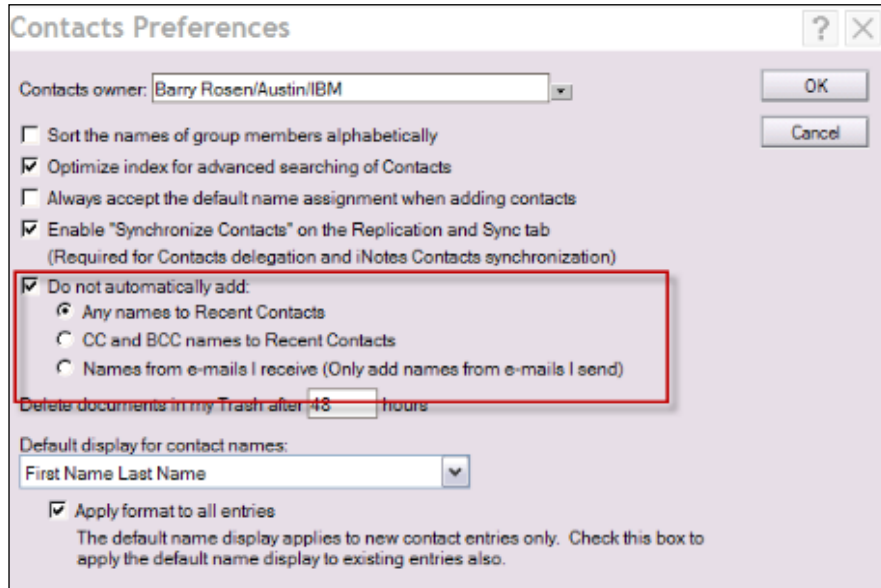 Contacts Preferences
Contacts owner: Barry Rosen/Austin/IBM
OK
Sort the names of group members alphabetically
Cancel
Optimize index for advanced searching of Contacts
Always accept the default name assignment when adding contacts
Enable "Synchronize Contacts" on the Replication and Sync tab
(Required for Contacts delegation and iNotes Contacts synchronization)
Do not automatically add:
Any names to Recent Contacts
CC and BCC names to Recent Contacts
Names from e-mails I receive (Only add names from e-mails I send)
Delete documents in my Trash after 48 hours
Default display for contact names:
First Name Last Name
Apply format to all entries
The default name display applies to new contact entries only. Check this box to
apply the default name display to existing entries also.